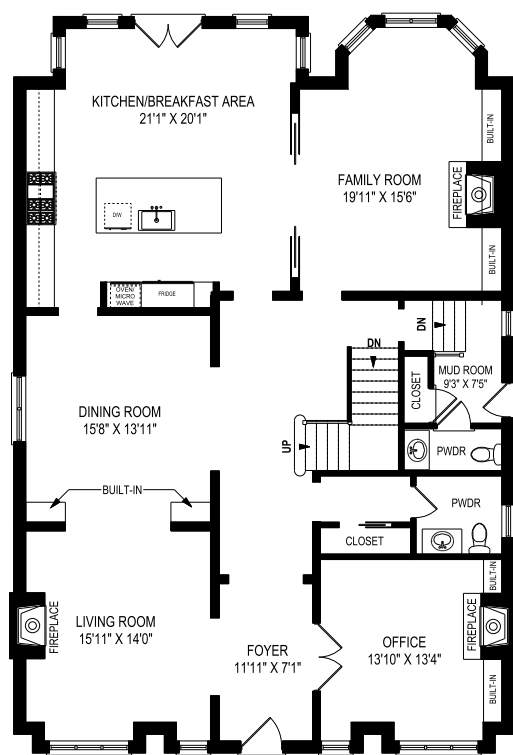 KITCHEN/BREAKFAST AREA
21'1" X 20'1"
BUILT-IN
FAMILY ROOM
19'11" X 15'6"
FIREPLACE
D/W
BUILT-IN
OVEN/
MICRO
WAVE
FRIDGE
DN
DN
MUD ROOM
9'3" X 7'5"
CLOSET
DINING ROOM
15'8" X 13'11"
UP
PWDR
BUILT-IN
PWDR
CLOSET
BUILT-IN
LIVING ROOM
15'11" X 14'0"
FIREPLACE
FOYER
11'11" X 7'1"
OFFICE
13'10" X 13'4"
FIREPLACE
BUILT-IN